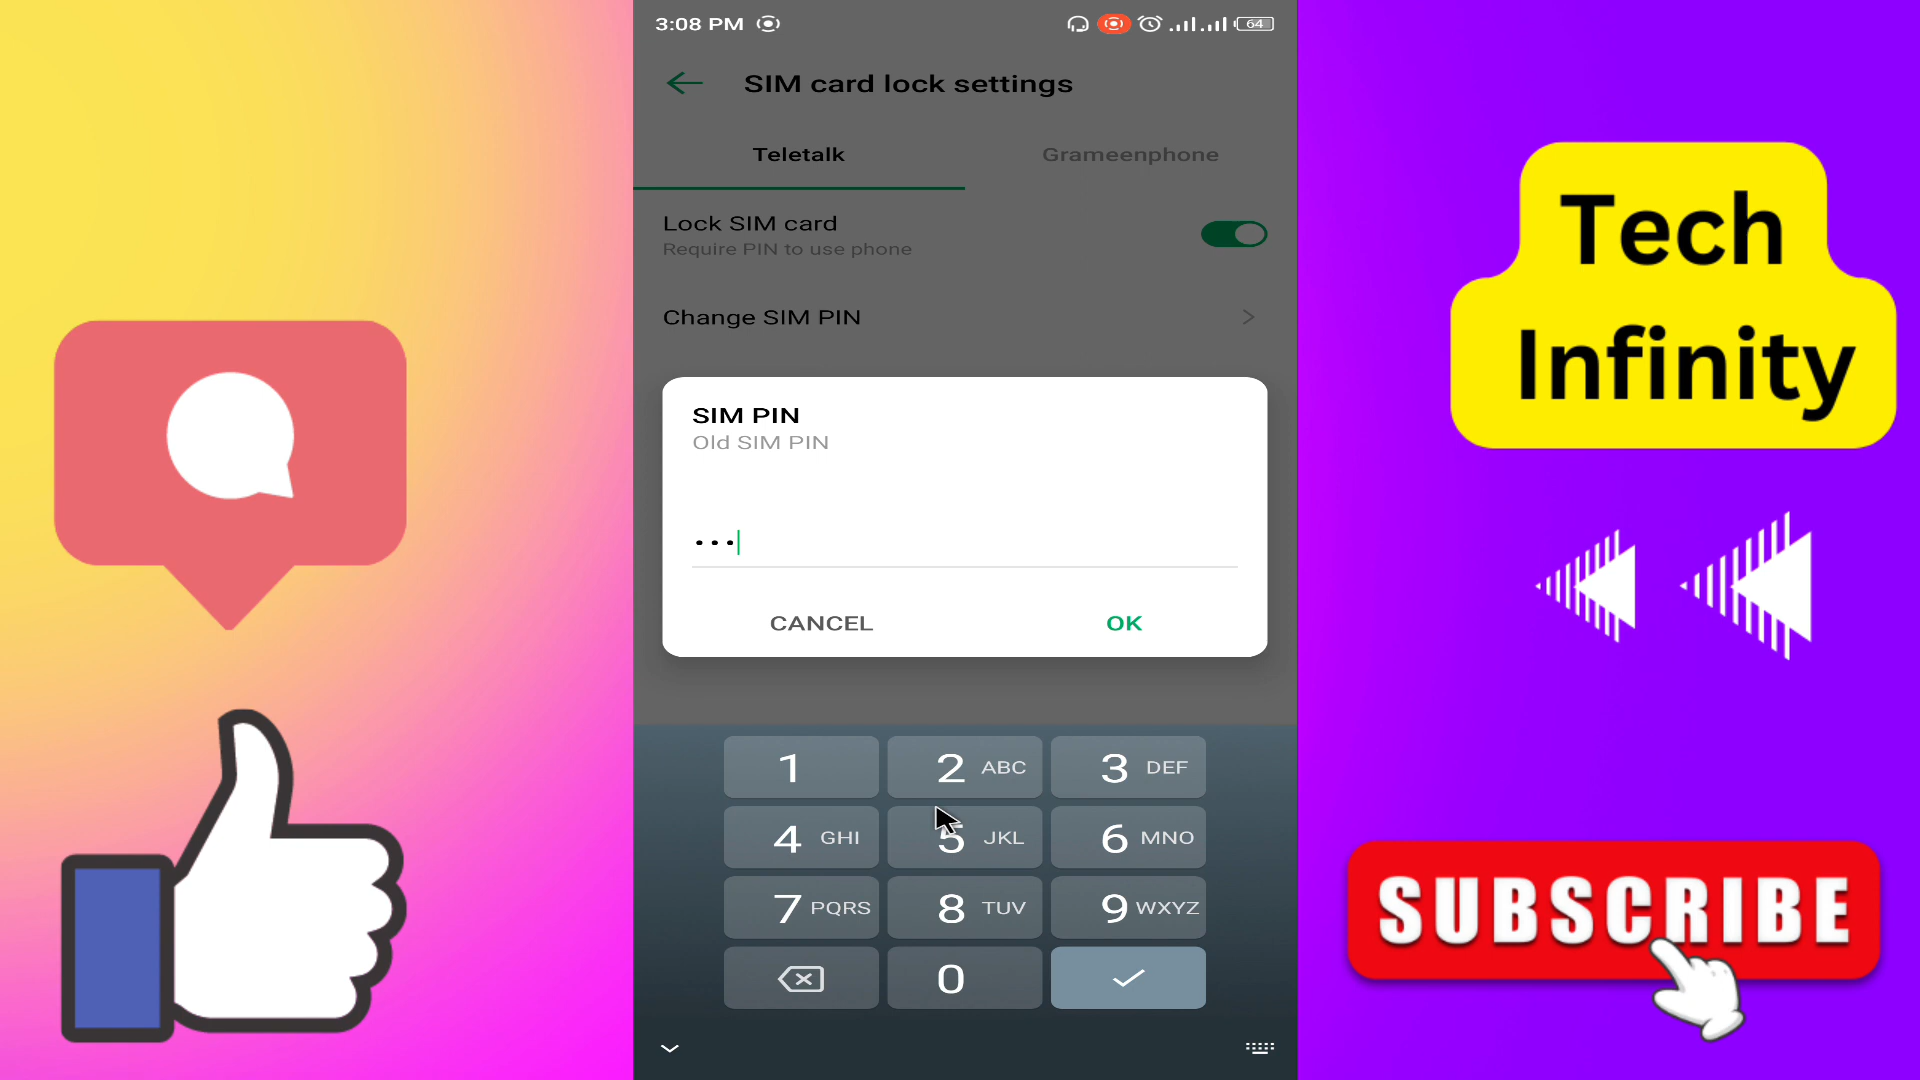 3:08 PM
64
SIM card lock settings
Teletalk
Grameenphone
Lock SIM card
Require PIN to use phone
Change SIM PIN
SIM PIN
Old SIM PIN
CANCEL
OK
1
2 ABC
3 DEF
4 GHI
5 JKL
6 MNO
7 PQRS
8 TUV
9 WXYZ
0
Tech
Infinity
SUBSCRIBE